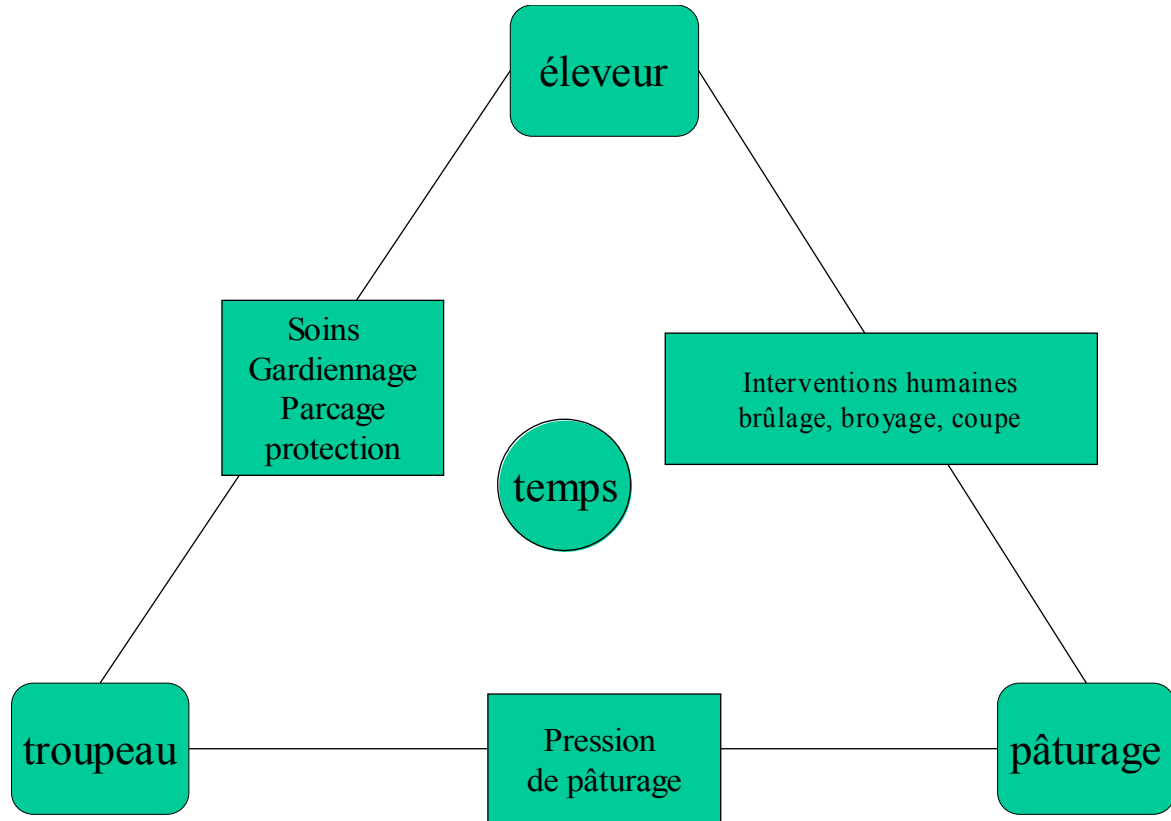 éleveur
Soins
Gardiennage
Parcage
protection
Interventions humaines
brûlage, broyage, coupe
temps
troupeau
Pression
de pâturage
pâturage